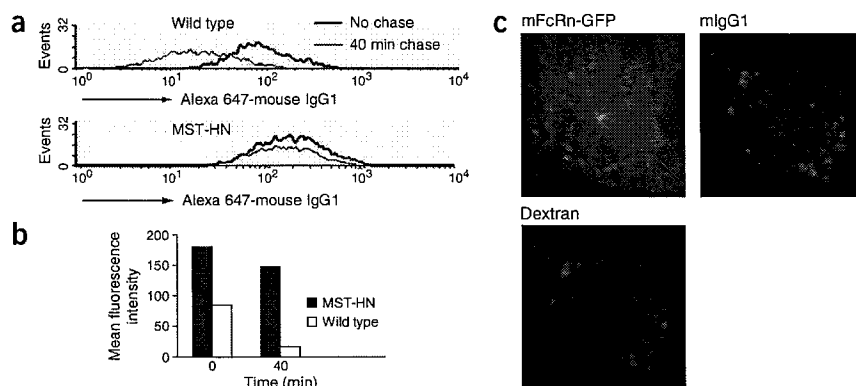 a
Wild type
No chase
40 min chase
Events
32
0
10^0 10^1 10^2 10^3 10^4
Alexa 647-mouse IgG1
MST-HN
Events
32
0
10^0 10^1 10^2 10^3 10^4
Alexa 647-mouse IgG1
b
Mean fluorescence
intensity
200
150
100
50
0
MST-HN
Wild type
0 40
Time (min)
c
mFcRn-GFP
mIgG1
Dextran